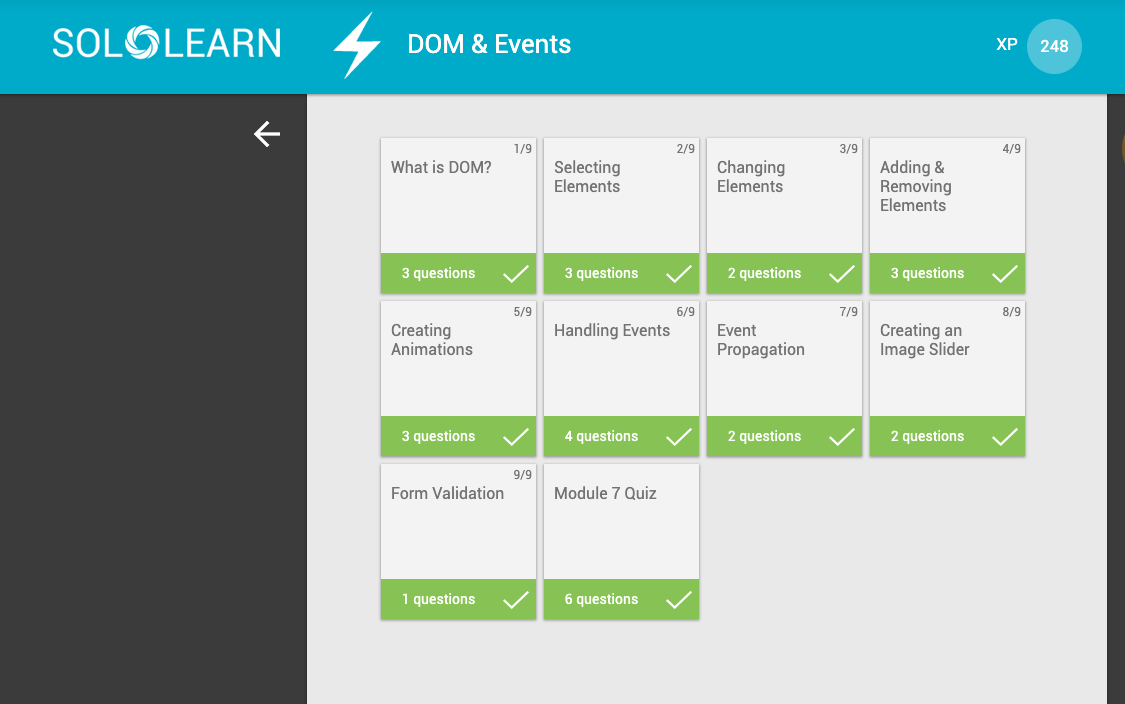 SOLOLEARN
DOM & Events
XP 248
1/9
What is DOM?
3 questions
2/9
Selecting
Elements
3 questions
3/9
Changing
Elements
2 questions
4/9
Adding &
Removing
Elements
3 questions
5/9
Creating
Animations
3 questions
6/9
Handling Events
4 questions
7/9
Event
Propagation
2 questions
8/9
Creating an
Image Slider
2 questions
9/9
Form Validation
1 questions
Module 7 Quiz
6 questions